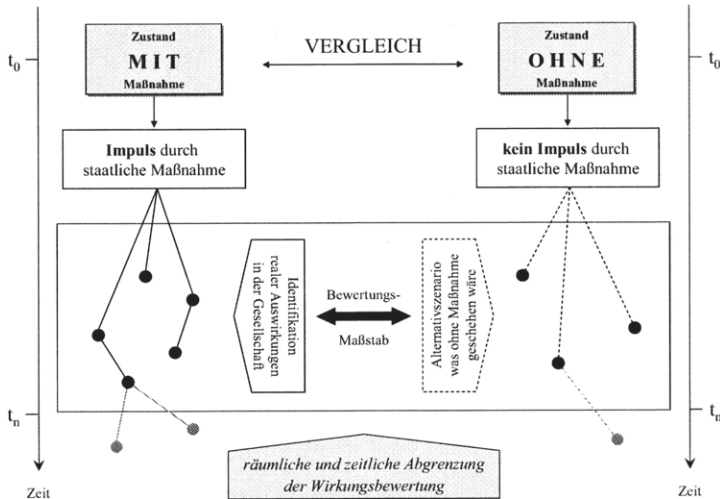 Zustand
MIT
Maßnahme
VERGLEICH
Zustand
OHNE
Maßnahme
t0
t0
Impuls durch
staatliche Maßnahme
kein Impuls durch
staatliche Maßnahme
Identifikation
realer Auswirkungen
in der Gesellschaft
Bewertungs-
Maßstab
Alternativszenario
was ohne Maßnahme
geschehen wäre
tn
tn
räumliche und zeitliche Abgrenzung
der Wirkungsbewertung
Zeit
Zeit